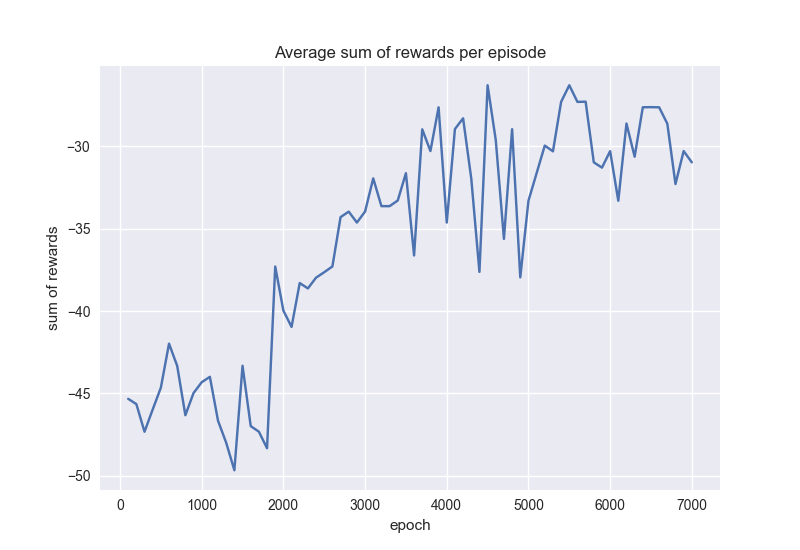 Average sum of rewards per episode
sum of rewards
−30
−35
−40
−45
−50
0 1000 2000 3000 4000 5000 6000 7000
epoch